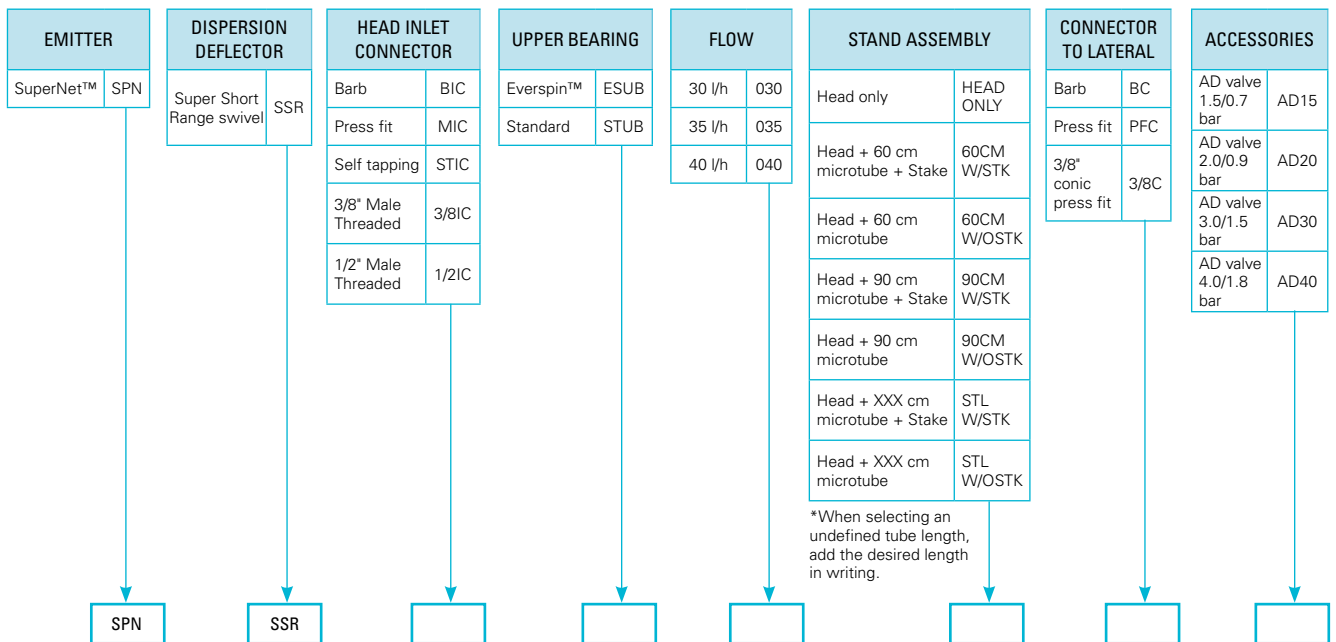 EMITTER
SuperNet™ SPN
DISPERSION
DEFLECTOR
Super Short
Range swivel
SSR
HEAD INLET
CONNECTOR
Barb BIC
Press fit MIC
Self tapping STIC
3/8" Male
Threaded
3/8IC
1/2" Male
Threaded
1/2IC
UPPER BEARING
Everspin™ ESUB
Standard STUB
FLOW
30 l/h 030
35 l/h 035
40 l/h 040
STAND ASSEMBLY
Head only
HEAD
ONLY
Head + 60 cm
microtube + Stake
60CM
W/STK
Head + 60 cm
microtube
60CM
W/OSTK
Head + 90 cm
microtube + Stake
90CM
W/STK
Head + 90 cm
microtube
90CM
W/OSTK
Head + XXX cm
microtube + Stake
STL
W/STK
Head + XXX cm
microtube
STL
W/OSTK
*When selecting an
undefined tube length,
add the desired length
in writing.
CONNECTOR
TO LATERAL
Barb BC
Press fit PFC
3/8"
conic
press fit
3/8C
ACCESSORIES
AD valve
1.5/0.7
bar
AD15
AD valve
2.0/0.9
bar
AD20
AD valve
3.0/1.5
bar
AD30
AD valve
4.0/1.8
bar
AD40
SPN
SSR